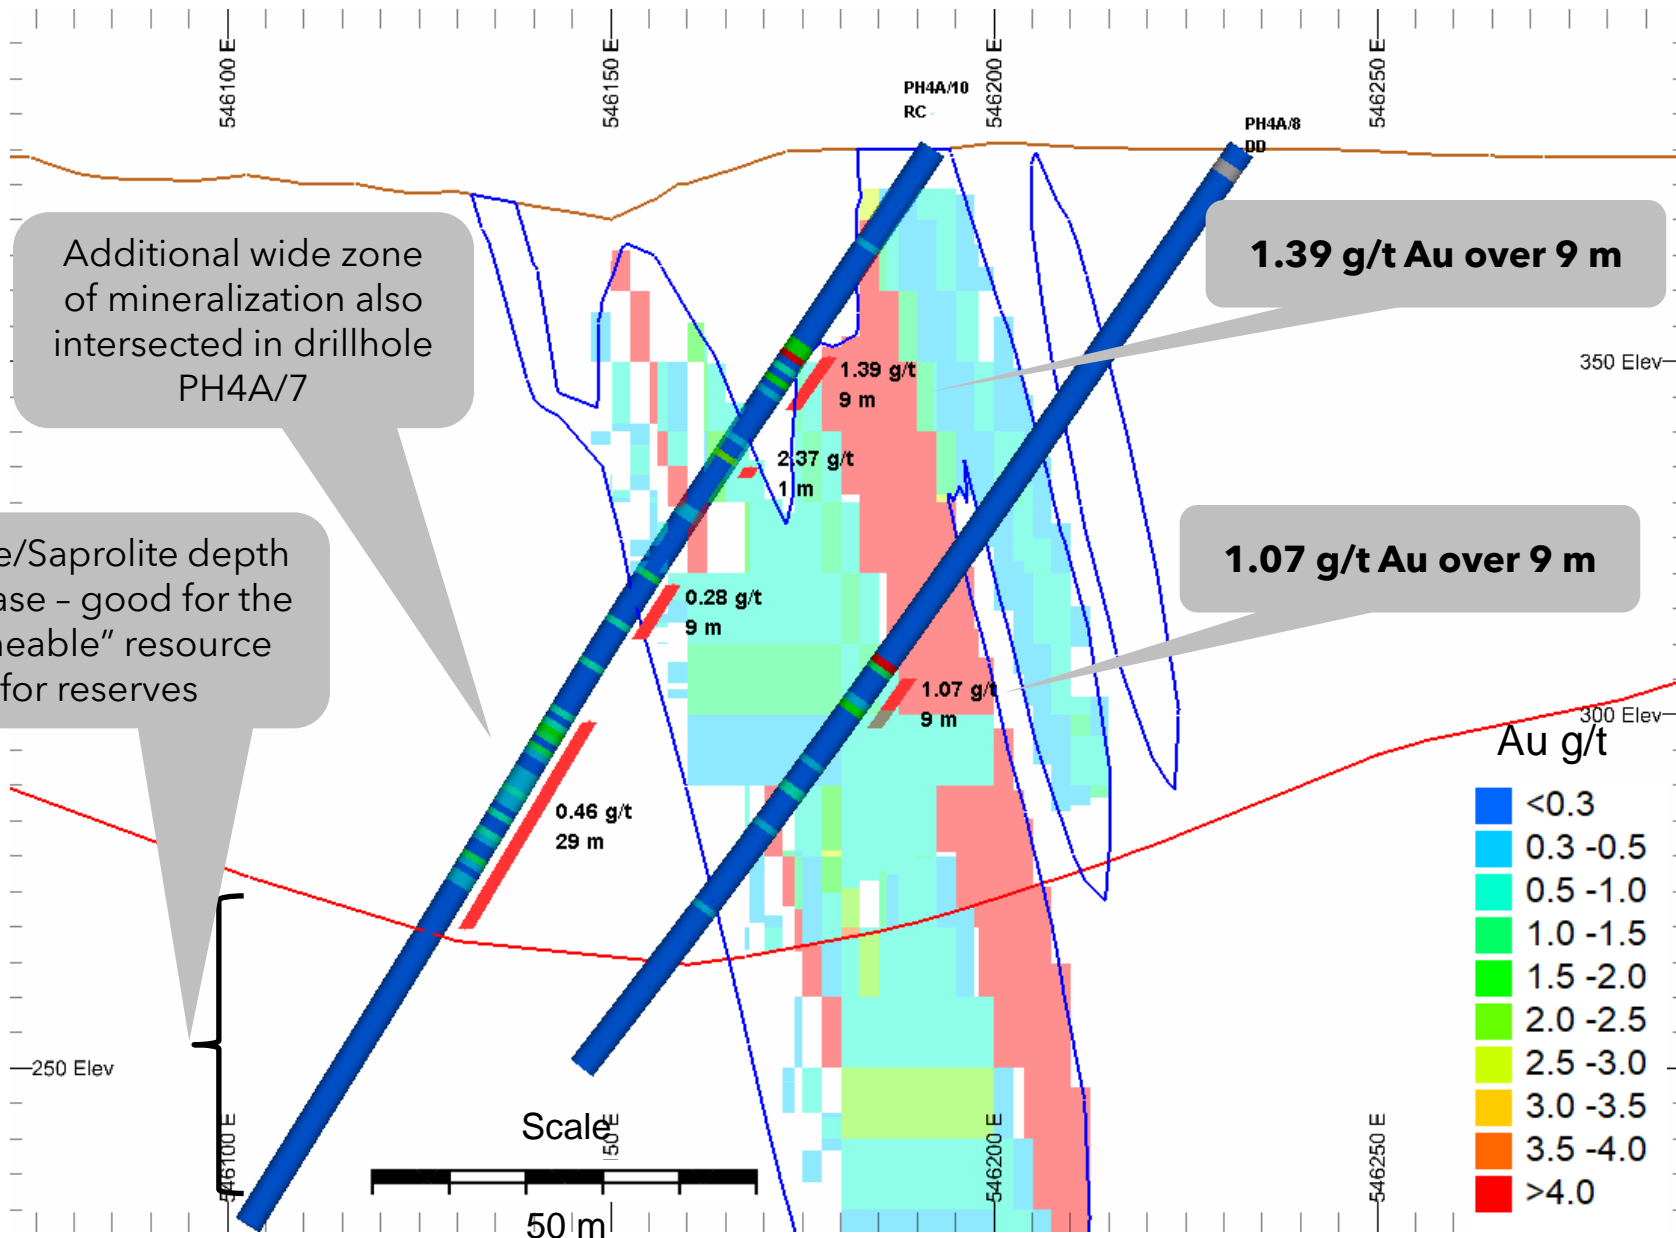 546100 E
546150 E
546200 E
546250 E
PH4A/10
RC
PH4A/8
DD
Additional wide zone
of mineralization also
intersected in drillhole
PH4A/7
1.39 g/t Au over 9 m
350 Elev
1.39 g/t
9 m
2.37 g/t
1 m
e/Saprolite depth
ase – good for the
eable” resource
for reserves
1.07 g/t Au over 9 m
0.28 g/t
9 m
1.07 g/t
9 m
300 Elev
0.46 g/t
29 m
Au g/t
<0.3
0.3 -0.5
0.5 -1.0
1.0 -1.5
1.5 -2.0
2.0 -2.5
2.5 -3.0
3.0 -3.5
3.5 -4.0
>4.0
250 Elev
Scale
50 m
546100 E
50 E
546200 E
546250 E